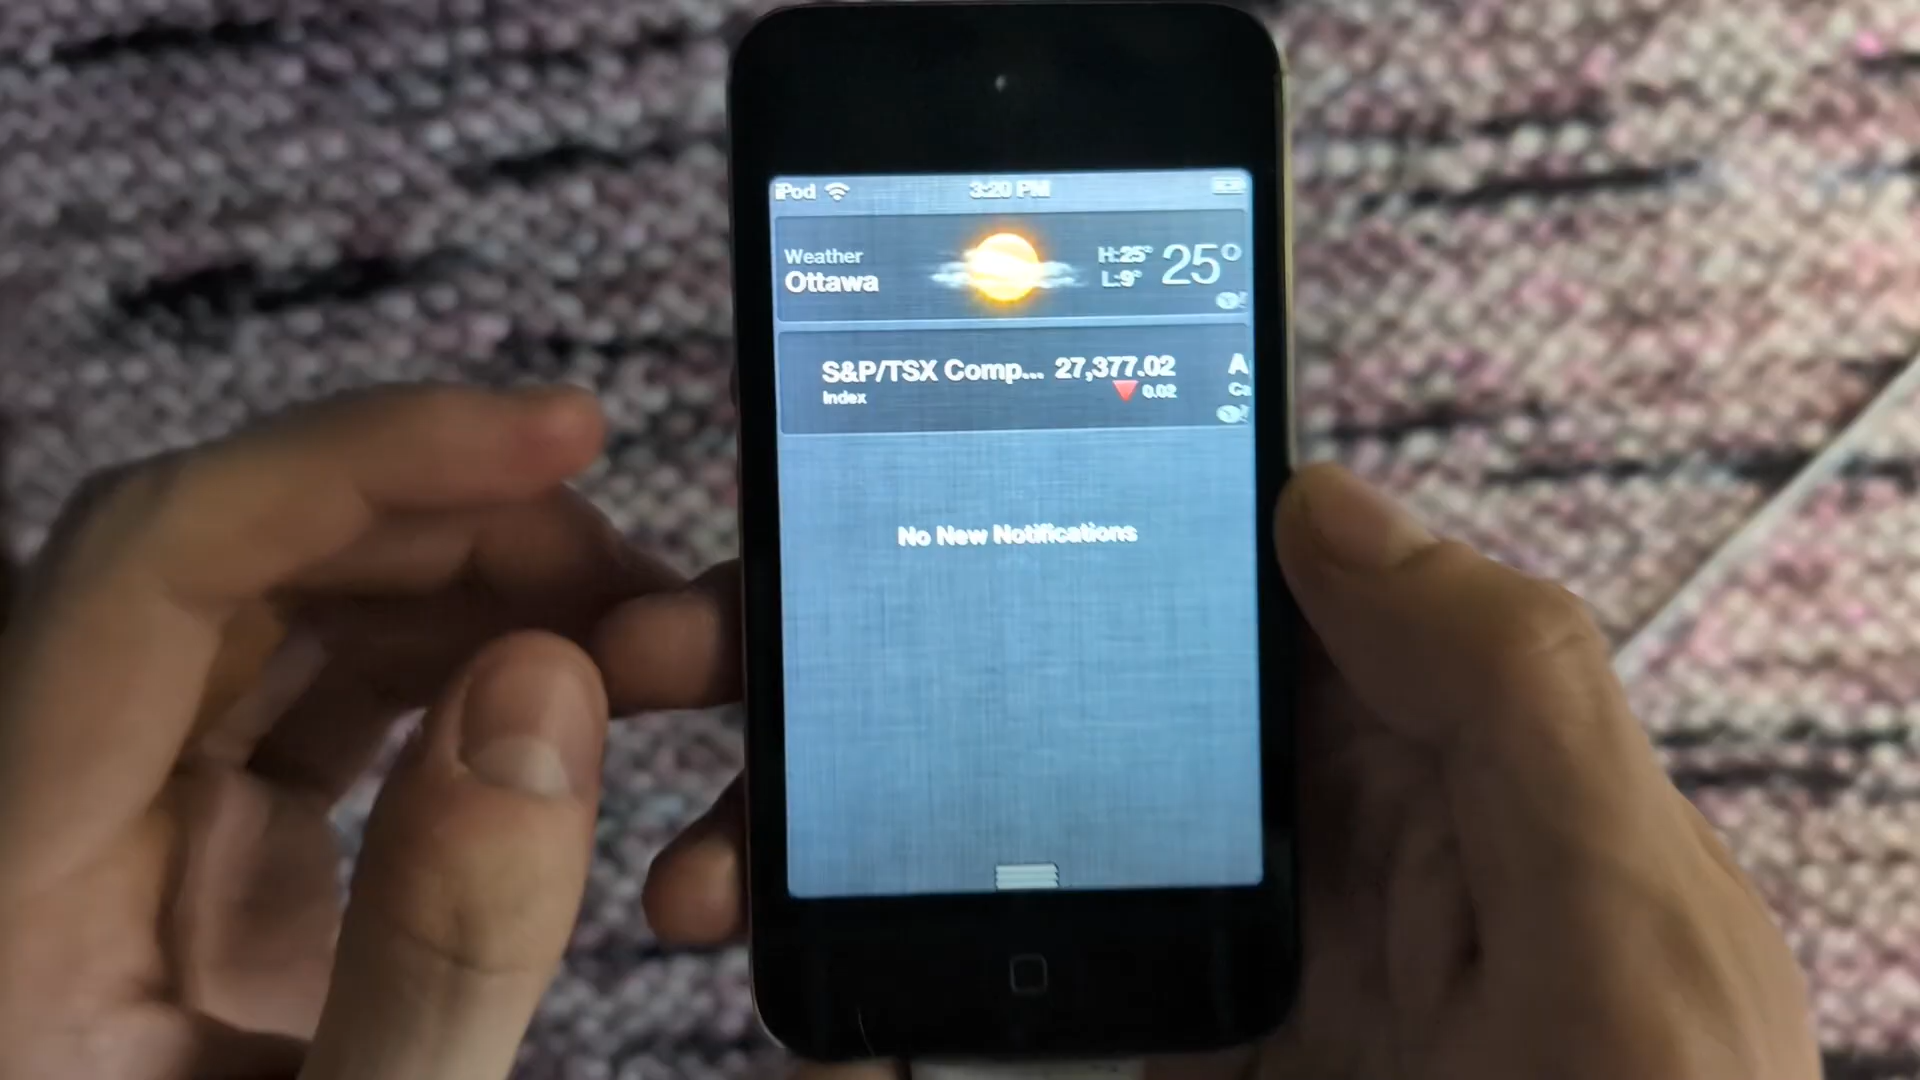 iPod 3:20 PM
Weather
Ottawa
H:25° L:9° 25°
S&P/TSX Comp... 27,377.02
Index 0.02
A
Ca
No New Notifications